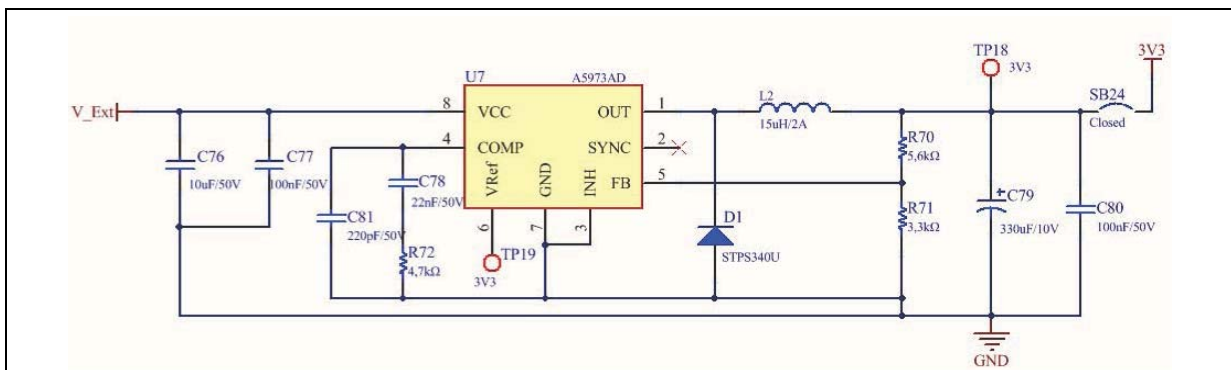 TP18
3V3
3V3
U7
A5973AD
L2
15uH/2A
SB24
Closed
V_Ext
8
VCC
OUT
1
4
COMP
SYNC
2
VRef
GND
INH
FB
5
6
7
3
C76
10uF/50V
C77
100nF/50V
C78
22nF/50V
C81
220pF/50V
R72
4,7kΩ
TP19
3V3
D1
STPS340U
R70
5,6kΩ
R71
3,3kΩ
+
C79
330uF/10V
C80
100nF/50V
GND